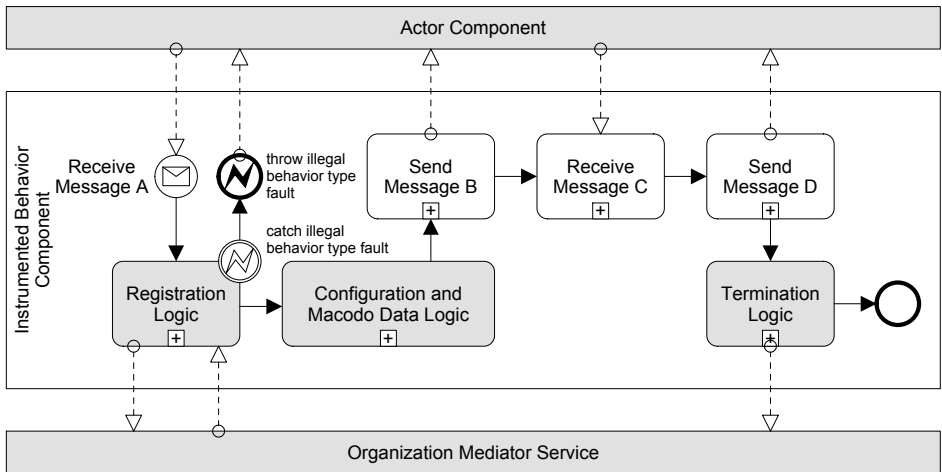 Actor Component
Instrumented Behavior
Component
Receive
Message A
throw illegal
behavior type
fault
catch illegal
behavior type fault
Send
Message B
Receive
Message C
Send
Message D
Registration
Logic
Configuration and
Macodo Data Logic
Termination
Logic
Organization Mediator Service